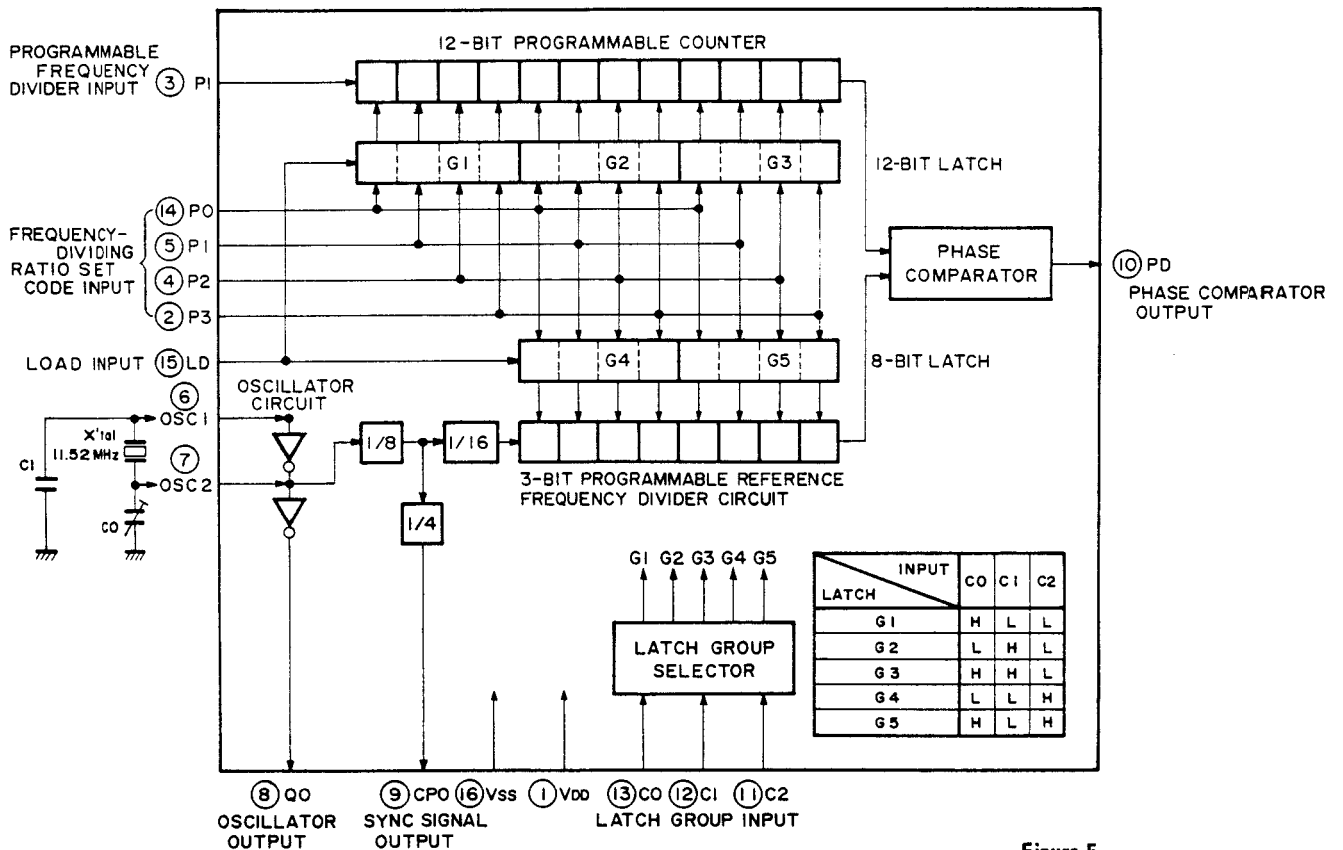 12-BIT PROGRAMMABLE COUNTER
PROGRAMMABLE
FREQUENCY
DIVIDER INPUT
3 PI
G1
G2
G3
12-BIT LATCH
14 P0
5 P1
4 P2
2 P3
FREQUENCY-
DIVIDING
RATIO SET
CODE INPUT
PHASE
COMPARATOR
10 PD
PHASE COMPARATOR
OUTPUT
LOAD INPUT 15 LD
G4
G5
8-BIT LATCH
6
OSC1
OSCILLATOR
CIRCUIT
X'tal
11.52 MHz
7
OSC2
C1
C0
1/8
1/16
1/4
3-BIT PROGRAMMABLE REFERENCE
FREQUENCY DIVIDER CIRCUIT
G1 G2 G3 G4 G5
LATCH GROUP
SELECTOR
INPUT
LATCH
C0 C1 C2
G1 H L L
G2 L H L
G3 H H L
G4 L L H
G5 H L H
8 QO
OSCILLATOR
OUTPUT
9 CPO
SYNC SIGNAL
OUTPUT
16 VSS
1 VDD
13 C0
12 C1
11 C2
LATCH GROUP INPUT